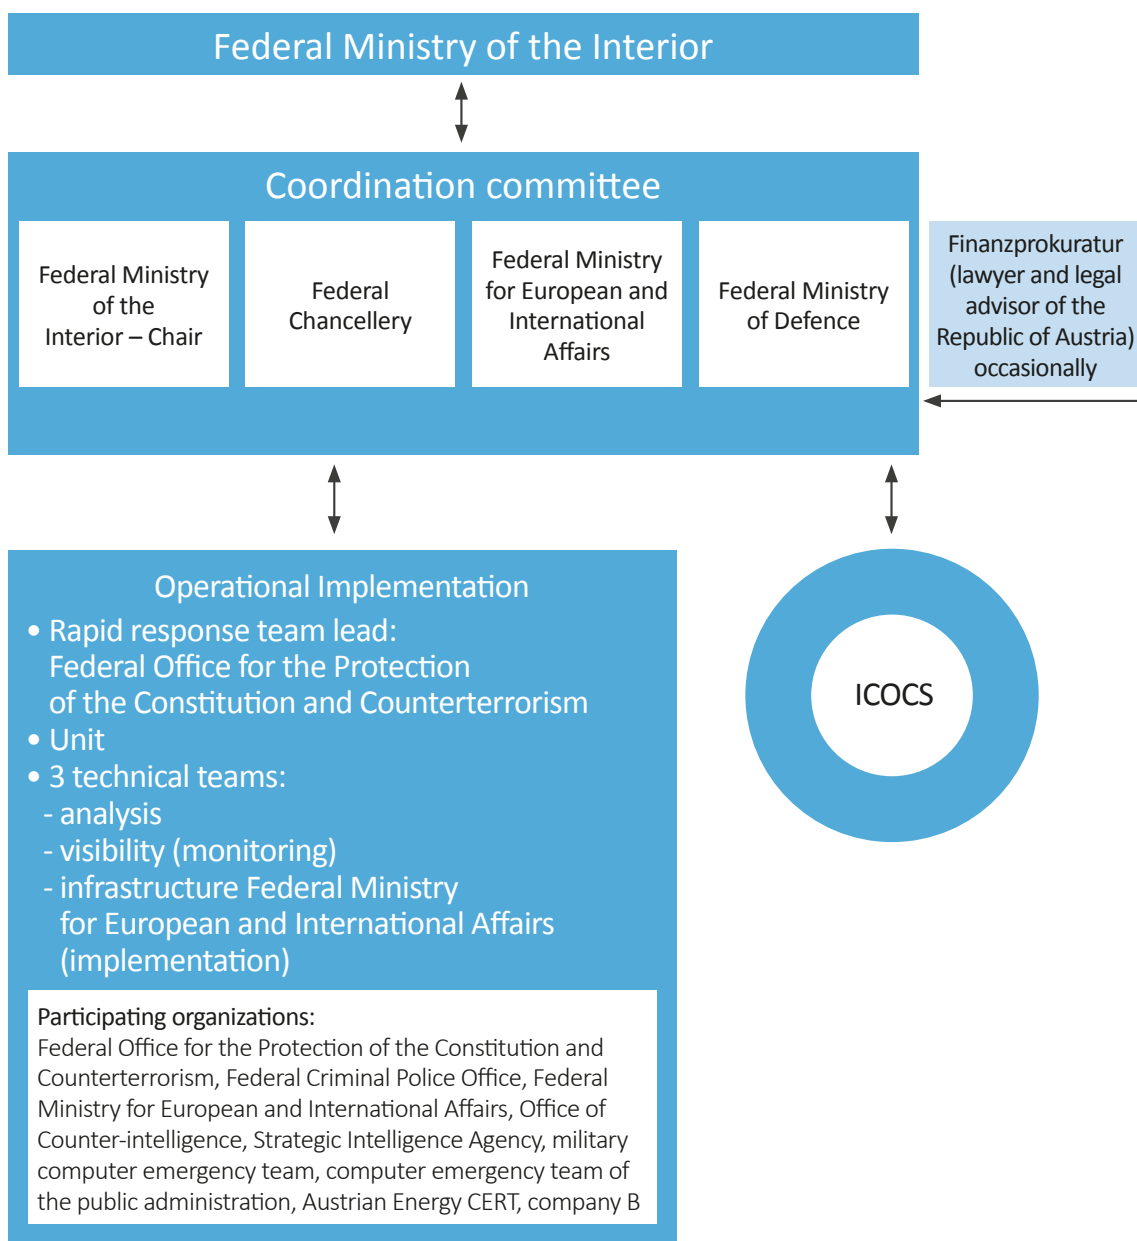 Federal Ministry of the Interior
Coordination committee
Federal Ministry
of the
Interior – Chair
Federal
Chancellery
Federal Ministry
for European and
International
Affairs
Federal Ministry
of Defence
Finanzprokuratur
(lawyer and legal
advisor of the
Republic of Austria)
occasionally
Operational Implementation
• Rapid response team lead:
Federal Office for the Protection
of the Constitution and Counterterrorism
• Unit
• 3 technical teams:
- analysis
- visibility (monitoring)
- infrastructure Federal Ministry
for European and International Affairs
(implementation)
Participating organizations:
Federal Office for the Protection of the Constitution and
Counterterrorism, Federal Criminal Police Office, Federal
Ministry for European and International Affairs, Office of
Counter-intelligence, Strategic Intelligence Agency, military
computer emergency team, computer emergency team of
the public administration, Austrian Energy CERT, company B
ICOCS